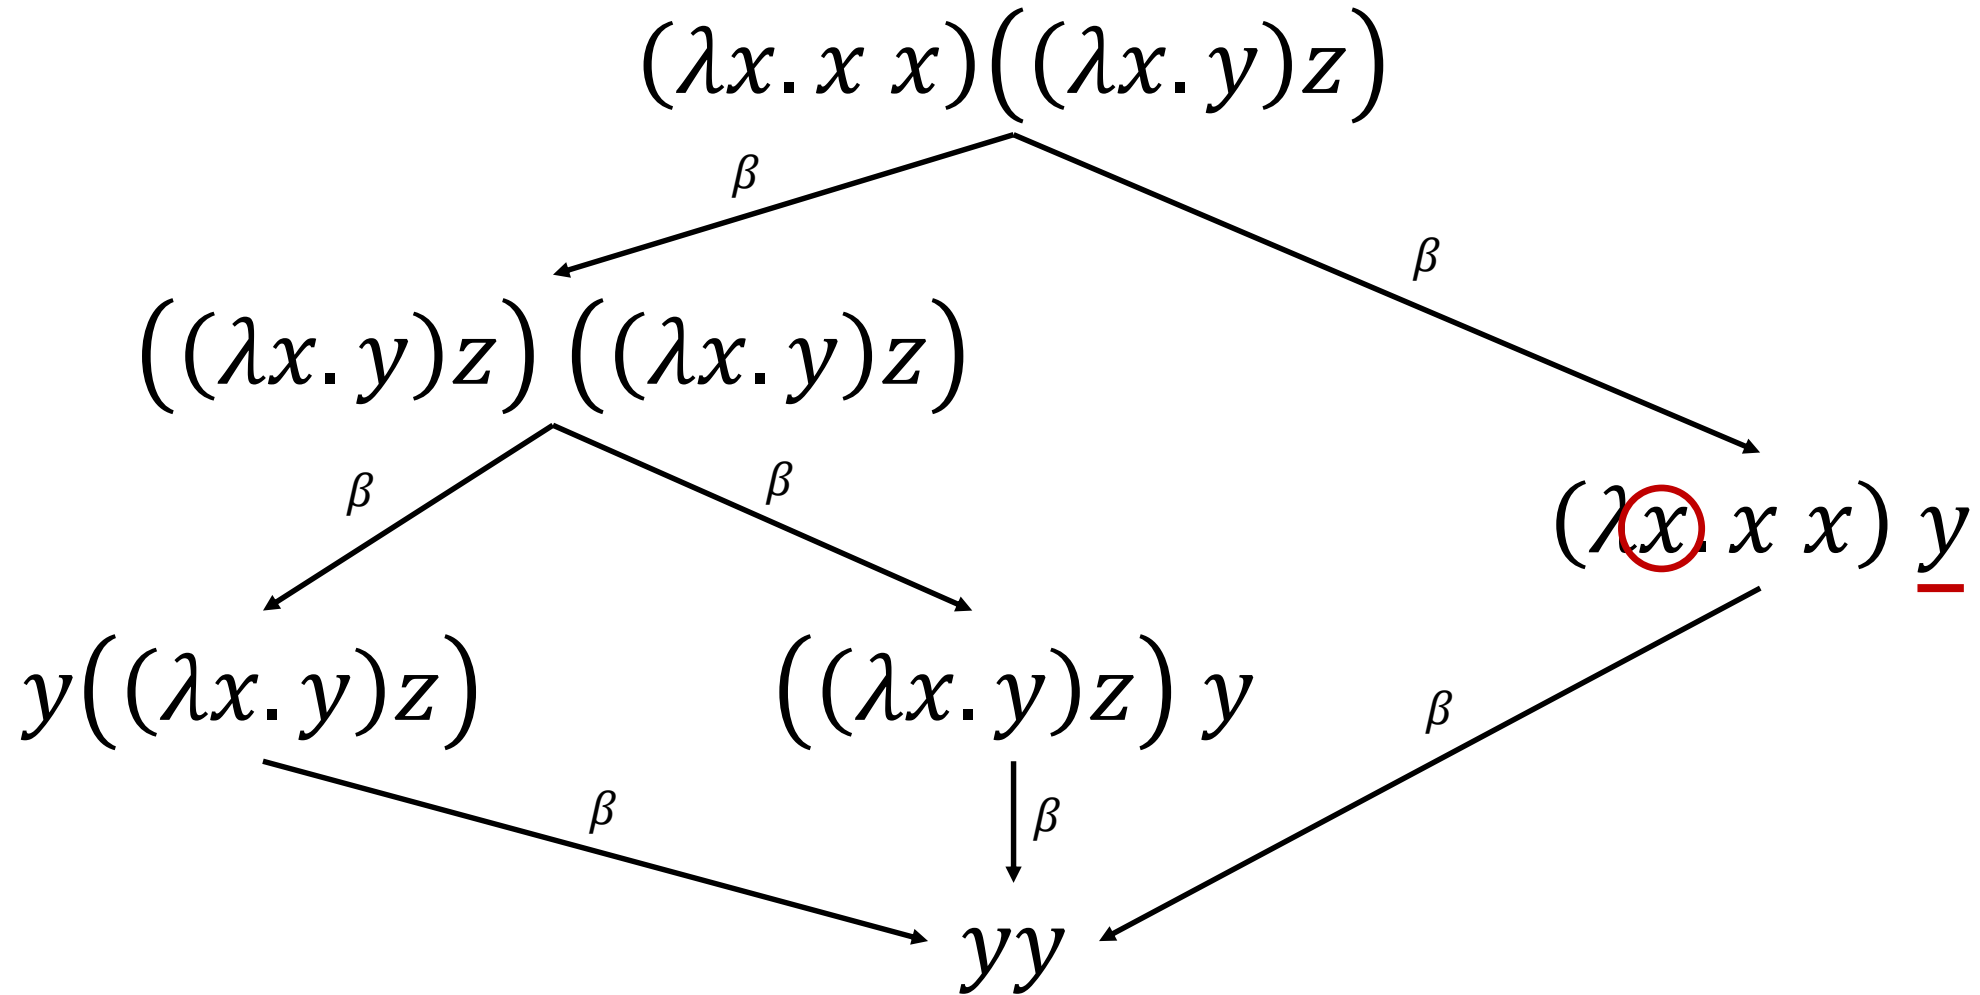 (λx. x x)((λx. y)z)
β
β
((λx. y)z) ((λx. y)z)
β
β
(λx. x x) y
y((λx. y)z)
((λx. y)z) y
β
β
β
yy